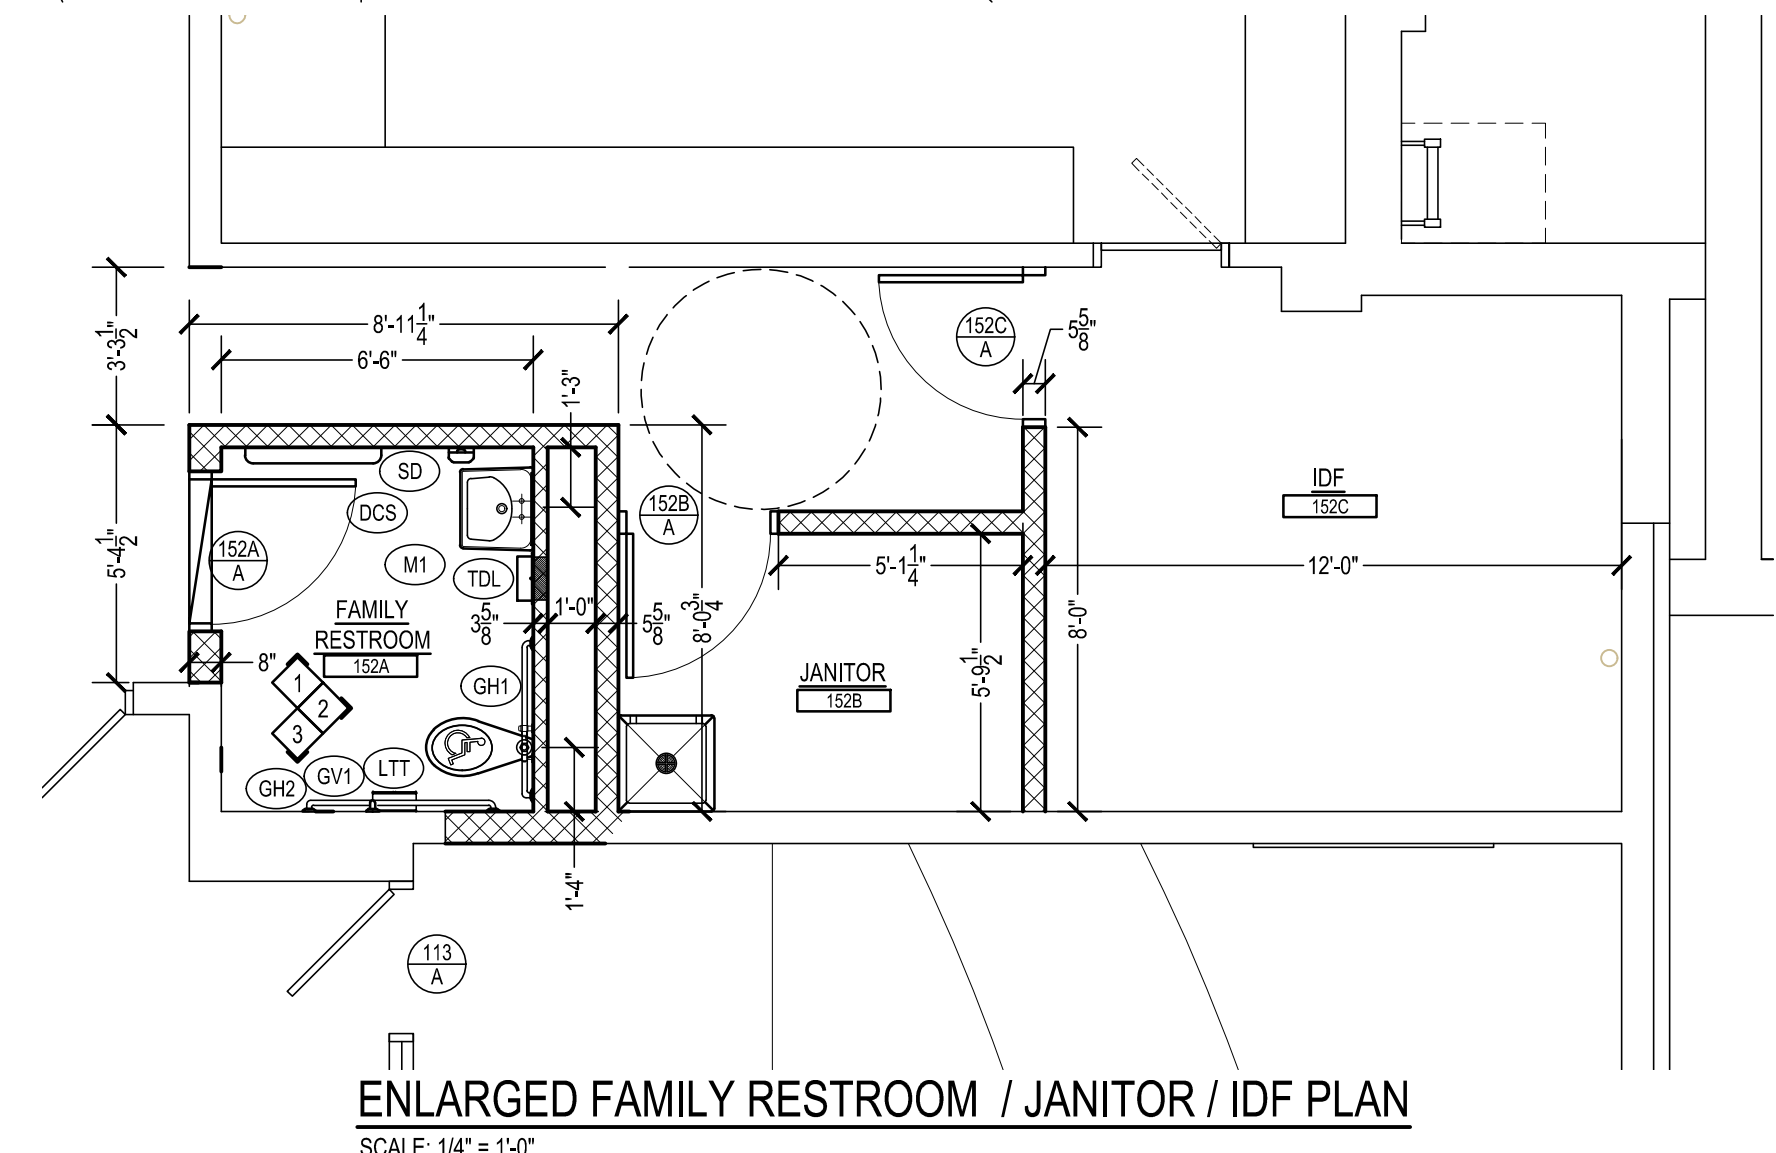 8'-11 1/4"
6'-6"
3'-3 1/2"
5'-4 1/2"
1'-3"
152C
A
5 5/8"
SD
DCS
152A
A
M1
TDL
152B
A
IDF
152C
5'-1 1/4"
12'-0"
FAMILY
RESTROOM
152A
3 5/8"
1'-0"
5 5/8"
8'-0 3/4"
8'-0"
8"
1
2
3
GH1
JANITOR
152B
5'-9 1/2"
GH2
GV1
LTT
1'-4"
113
A
ENLARGED FAMILY RESTROOM / JANITOR / IDF PLAN
SCALE: 1/4" = 1'-0"